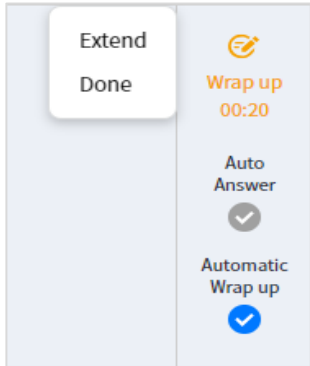 Extend
Done
Wrap up
00:20
Auto
Answer
Automatic
Wrap up